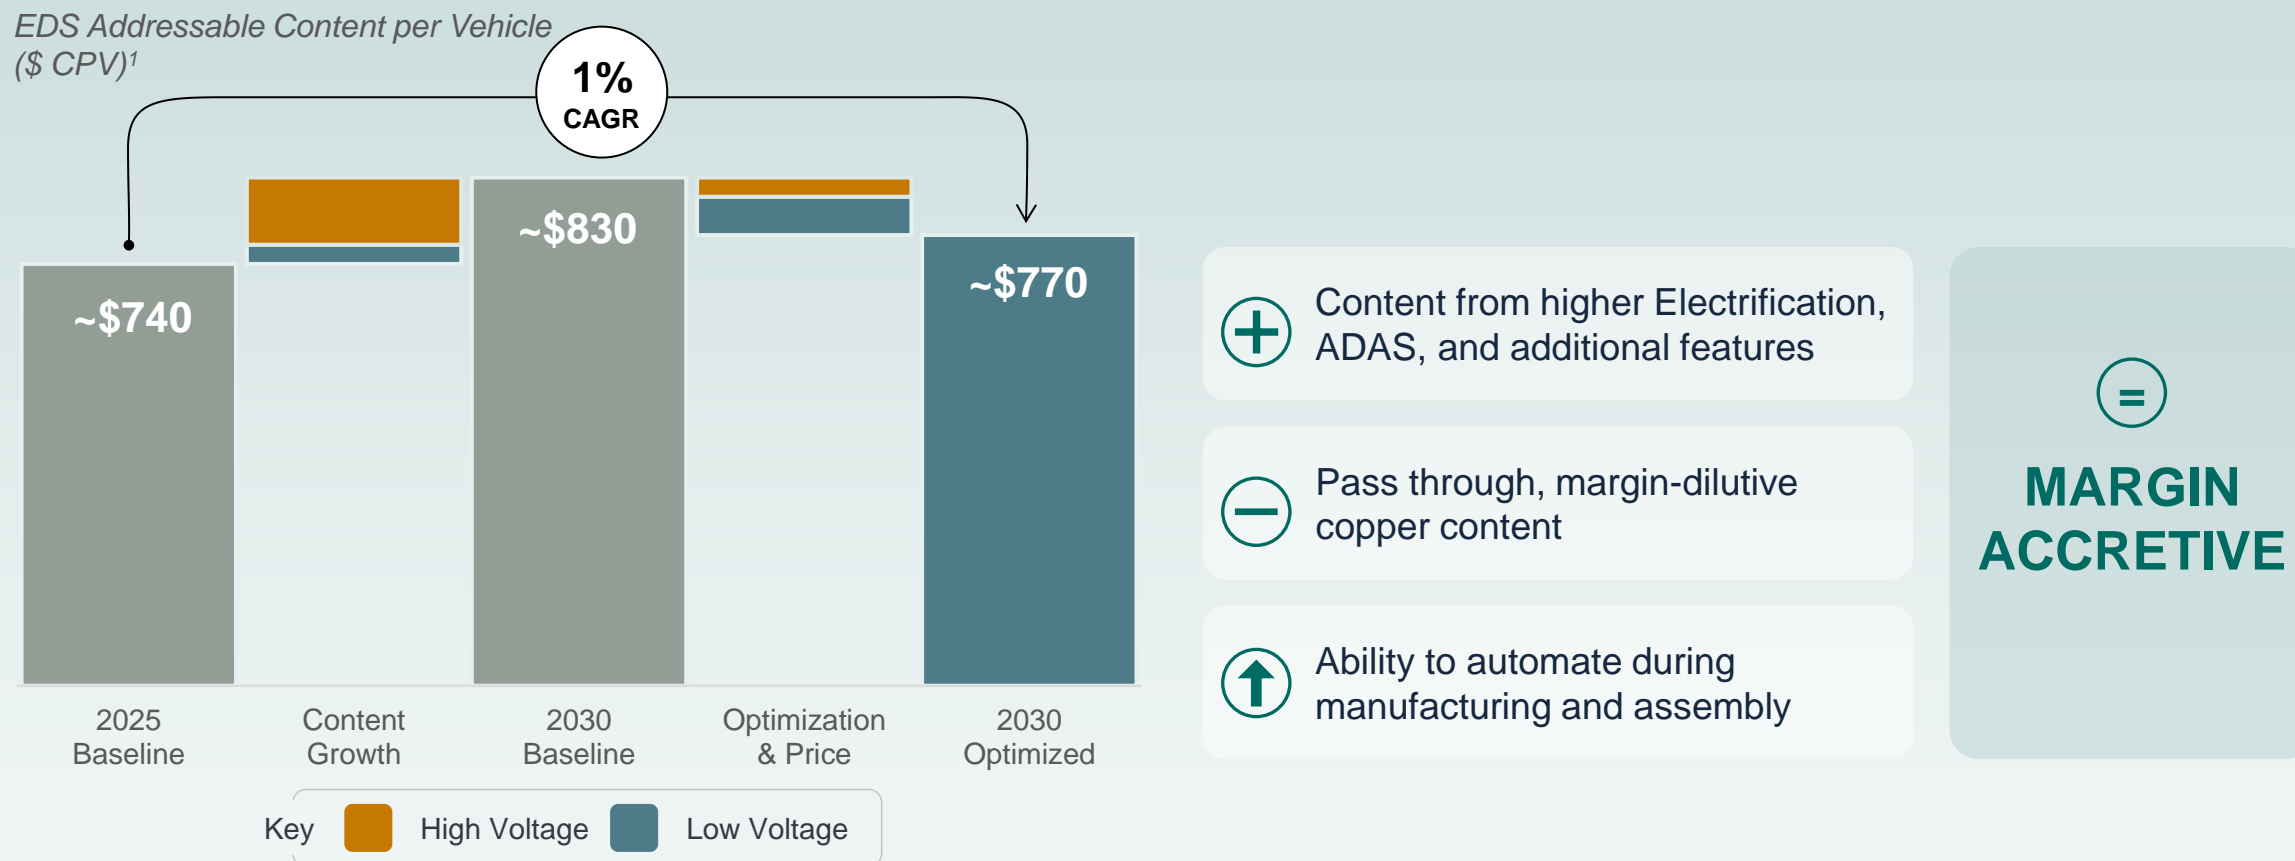 EDS Addressable Content per Vehicle
($ CPV)¹
1%
CAGR
~$740
~$830
~$770
2025
Baseline
Content
Growth
2030
Baseline
Optimization
& Price
2030
Optimized
Key
High Voltage
Low Voltage
+
Content from higher Electrification,
ADAS, and additional features
−
Pass through, margin-dilutive
copper content
Ability to automate during
manufacturing and assembly
=
MARGIN
ACCRETIVE